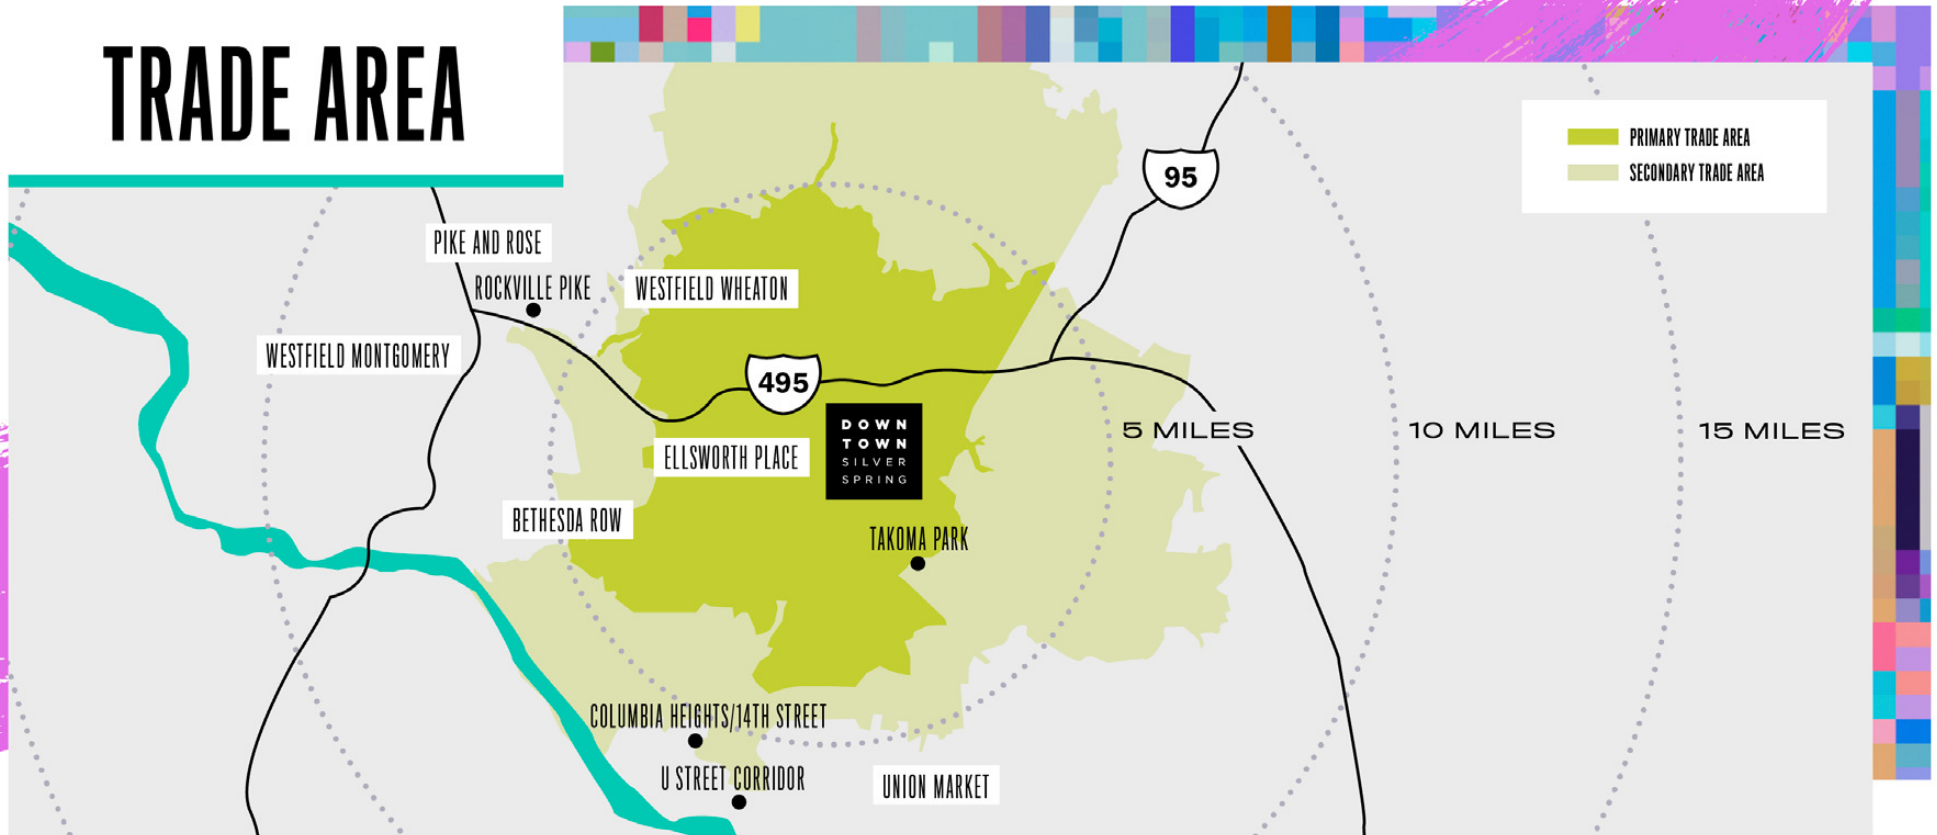 TRADE AREA
PRIMARY TRADE AREA
SECONDARY TRADE AREA
95
PIKE AND ROSE
ROCKVILLE PIKE
WESTFIELD WHEATON
WESTFIELD MONTGOMERY
495
DOWN
TOWN
SILVER
SPRING
5 MILES
10 MILES
15 MILES
ELLSWORTH PLACE
BETHESDA ROW
TAKOMA PARK
COLUMBIA HEIGHTS/14TH STREET
U STREET CORRIDOR
UNION MARKET